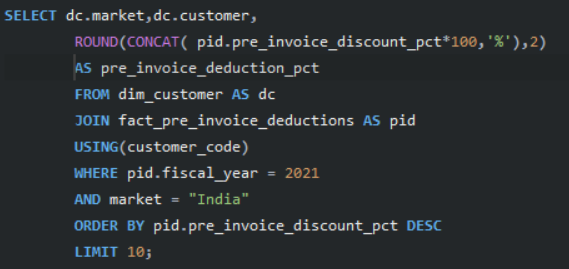 SELECT dc.market,dc.customer,
ROUND(CONCAT( pid.pre_invoice_discount_pct*100,'%'),2)
AS pre_invoice_deduction_pct
FROM dim_customer AS dc
JOIN fact_pre_invoice_deductions AS pid
USING(customer_code)
WHERE pid.fiscal_year = 2021
AND market = "India"
ORDER BY pid.pre_invoice_discount_pct DESC
LIMIT 10;